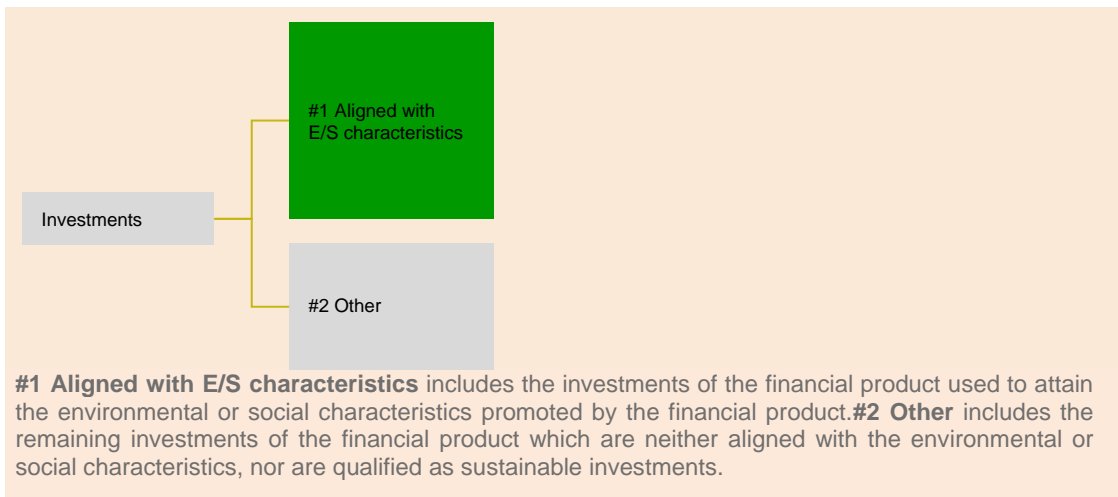 #1 Aligned with
E/S characteristics
Investments
#2 Other
#1 Aligned with E/S characteristics includes the investments of the financial product used to attain
the environmental or social characteristics promoted by the financial product.#2 Other includes the
remaining investments of the financial product which are neither aligned with the environmental or
social characteristics, nor are qualified as sustainable investments.